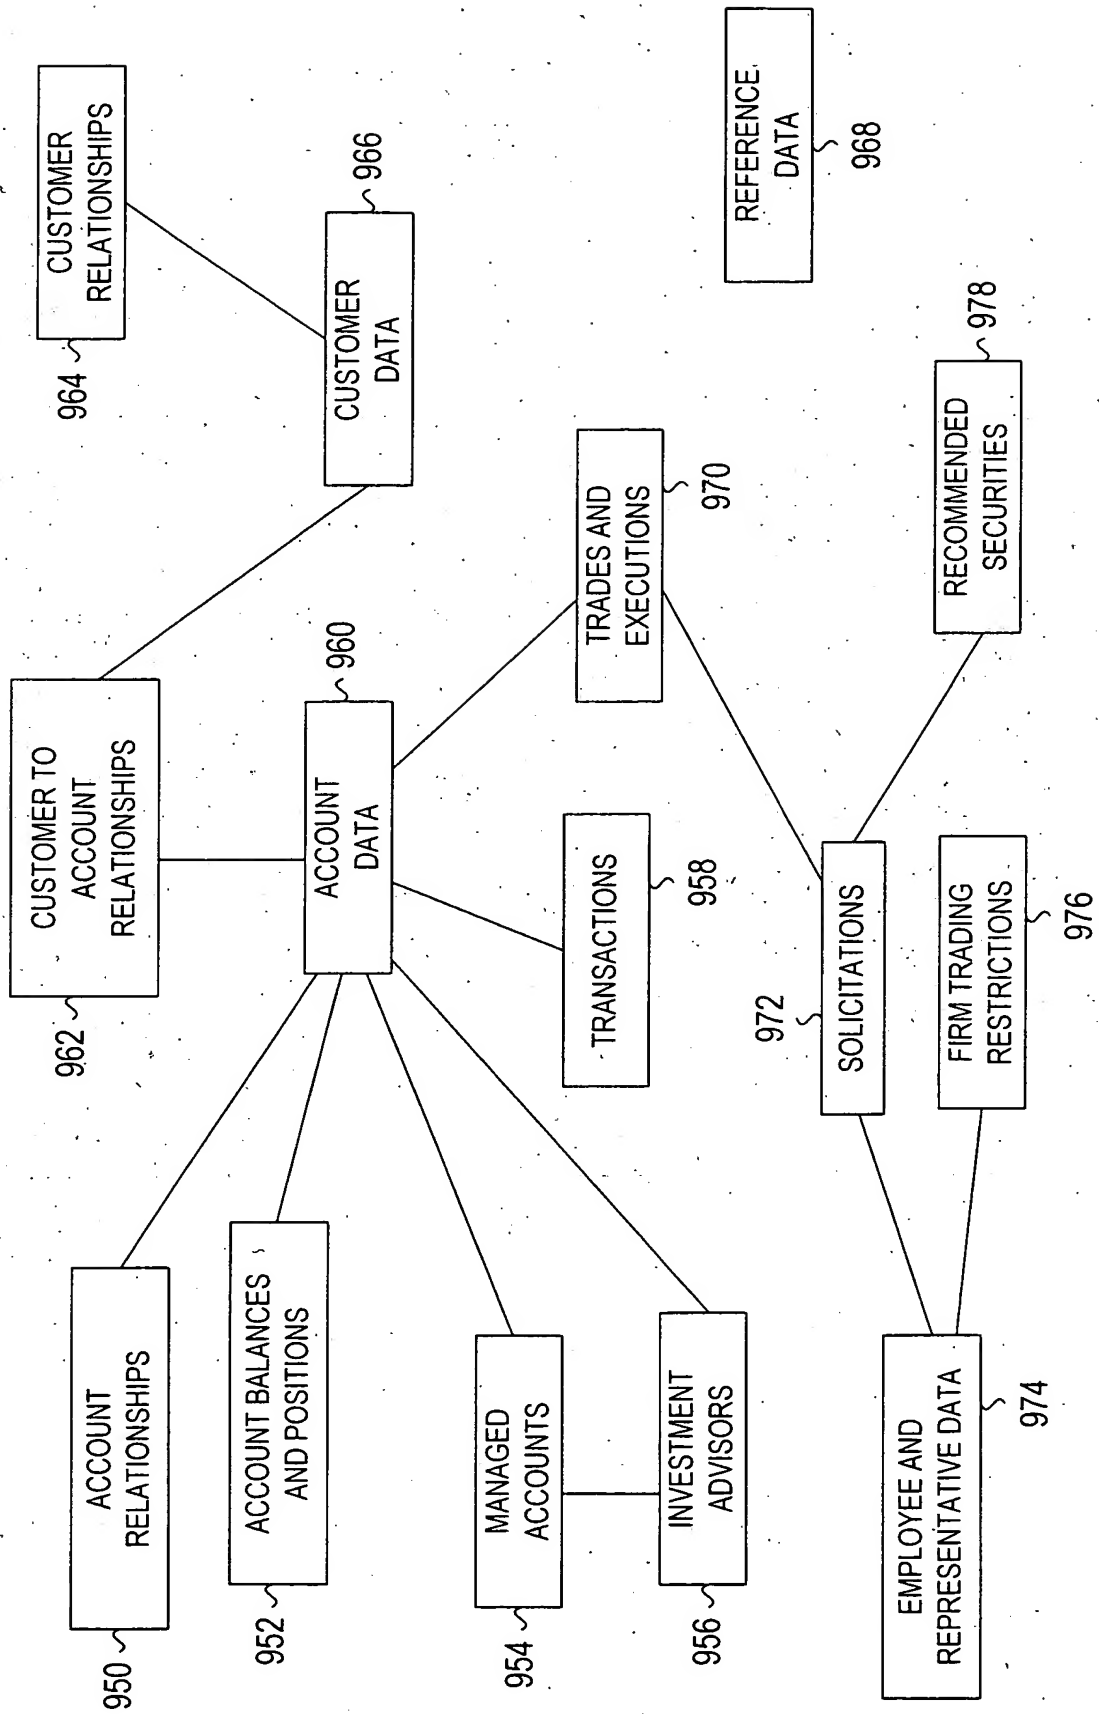 ACCOUNT
RELATIONSHIPS
950
ACCOUNT BALANCES
AND POSITIONS
952
MANAGED
ACCOUNTS
954
INVESTMENT
ADVISORS
956
EMPLOYEE AND
REPRESENTATIVE DATA
974
CUSTOMER TO
ACCOUNT
RELATIONSHIPS
962
ACCOUNT
DATA
960
TRANSACTIONS
958
SOLICITATIONS
972
FIRM TRADING
RESTRICTIONS
976
CUSTOMER
RELATIONSHIPS
964
CUSTOMER
DATA
966
TRADES AND
EXECUTIONS
970
REFERENCE
DATA
968
RECOMMENDED
SECURITIES
978